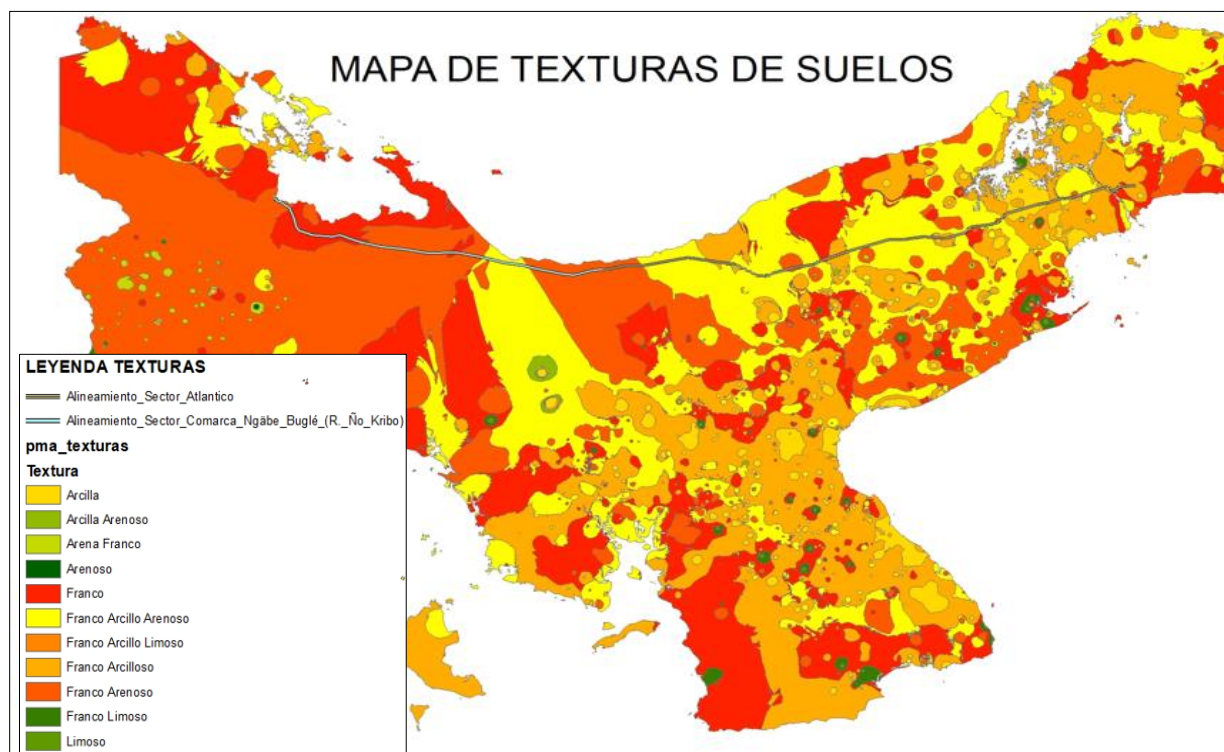 MAPA DE TEXTURAS DE SUELOS
LEYENDA TEXTURAS
Alineamiento_Sector_Atlantico
Alineamiento_Sector_Comarca_Ngäbe_Buglé_(R._Ño_Kribo)
pma_texturas
Textura
Arcilla
Arcilla Arenoso
Arena Franco
Arenoso
Franco
Franco Arcillo Arenoso
Franco Arcillo Limoso
Franco Arcilloso
Franco Arenoso
Franco Limoso
Limoso